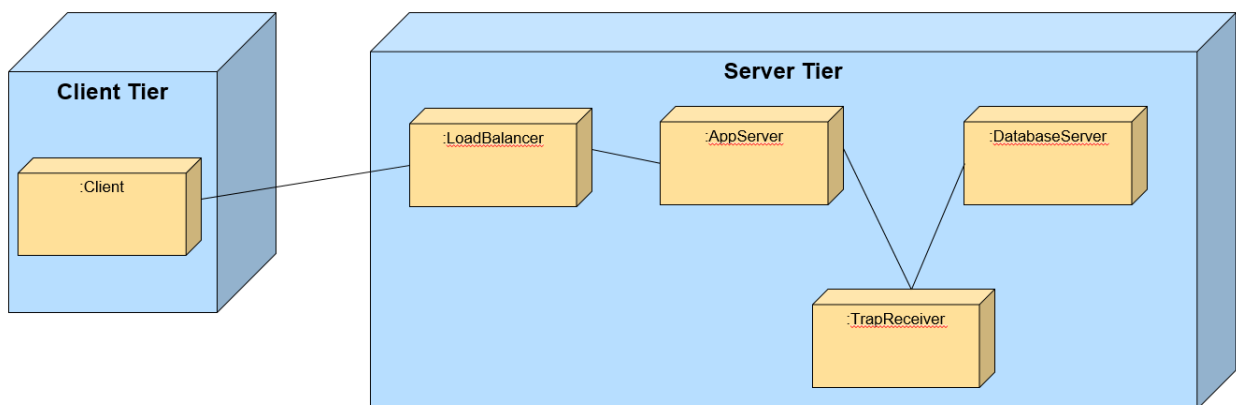 Client Tier
:Client
Server Tier
:LoadBalancer
:AppServer
:DatabaseServer
:TrapReceiver